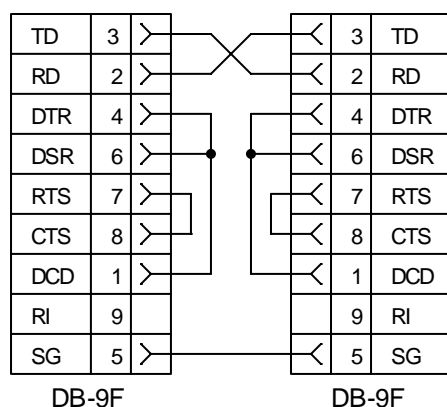 TD 3 3 TD
RD 2 2 RD
DTR 4 4 DTR
DSR 6 6 DSR
RTS 7 7 RTS
CTS 8 8 CTS
DCD 1 1 DCD
RI 9 9 RI
SG 5 5 SG
DB-9F DB-9F